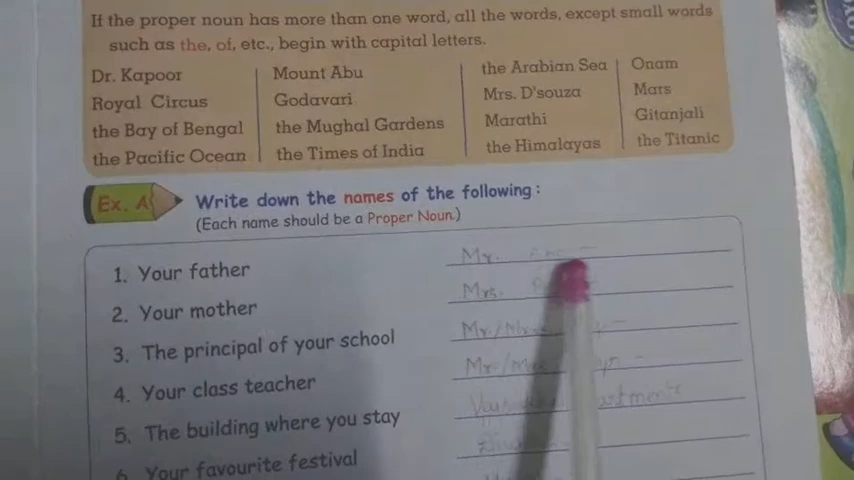 If the proper noun has more than one word, all the words, except small words
such as the, of, etc., begin with capital letters.
Dr. Kapoor
Royal Circus
the Bay of Bengal
the Pacific Ocean
Mount Abu
Godavari
the Mughal Gardens
the Times of India
the Arabian Sea
Mrs. D'souza
Marathi
the Himalayas
Onam
Mars
Gitanjali
the Titanic
Ex. A
Write down the names of the following :
(Each name should be a Proper Noun.)
1. Your father
Mr.
2. Your mother
Mrs.
3. The principal of your school
Mr/Mrs
4. Your class teacher
Mr/Mrs
5. The building where you stay
6. Your favourite festival